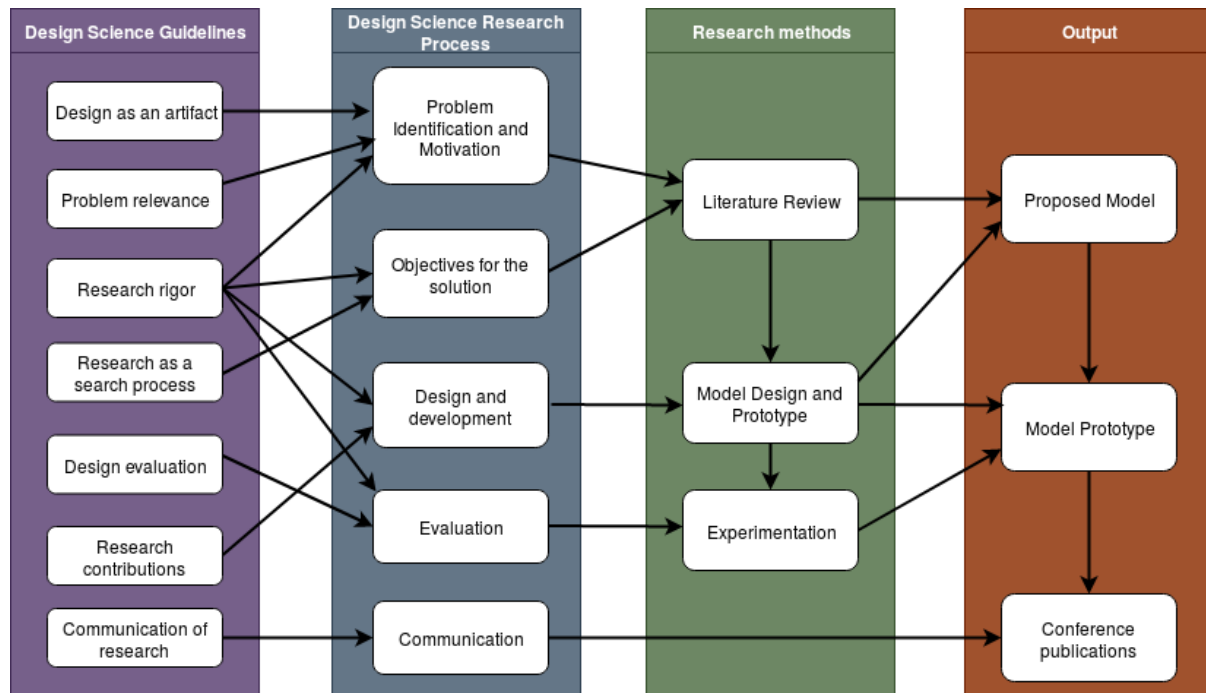 Design Science Guidelines
Design as an artifact
Problem relevance
Research rigor
Research as a
search process
Design evaluation
Research
contributions
Communication of
research
Design Science Research
Process
Problem
Identification and
Motivation
Objectives for the
solution
Design and
development
Evaluation
Communication
Research methods
Literature Review
Model Design and
Prototype
Experimentation
Output
Proposed Model
Model Prototype
Conference
publications